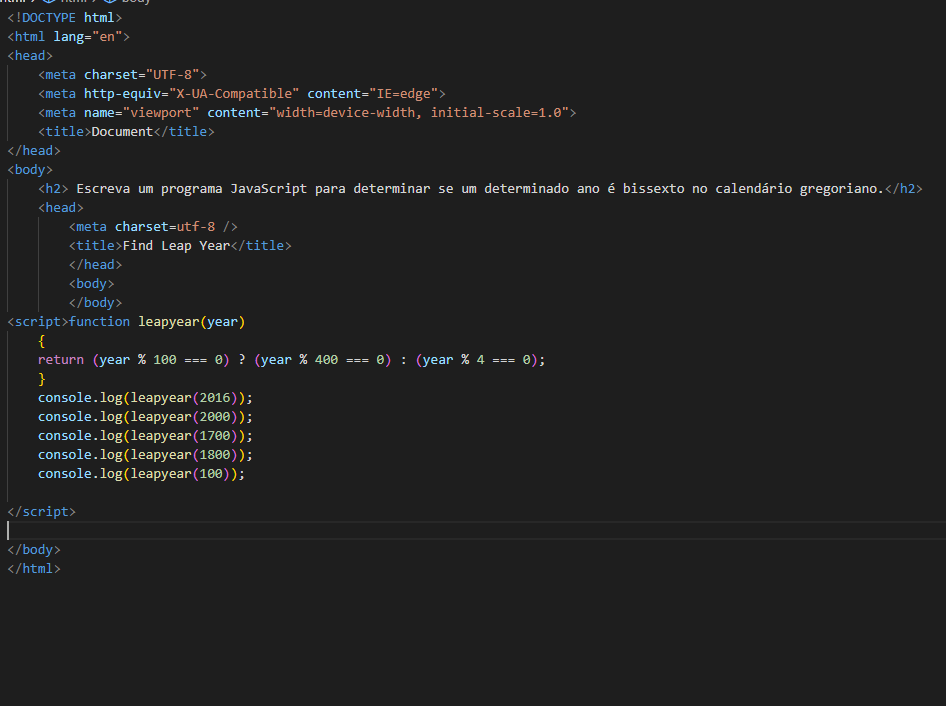 <!DOCTYPE html>
<html lang="en">
<head>
    <meta charset="UTF-8">
    <meta http-equiv="X-UA-Compatible" content="IE=edge">
    <meta name="viewport" content="width=device-width, initial-scale=1.0">
    <title>Document</title>
</head>
<body>
    <h2> Escreva um programa JavaScript para determinar se um determinado ano é bissexto no calendário gregoriano.</h2>
    <head>
        <meta charset=utf-8 />
        <title>Find Leap Year</title>
        </head>
        <body>
        </body>
<script>function leapyear(year)
    {
    return (year % 100 === 0) ? (year % 400 === 0) : (year % 4 === 0);
    }
    console.log(leapyear(2016));
    console.log(leapyear(2000));
    console.log(leapyear(1700));
    console.log(leapyear(1800));
    console.log(leapyear(100));
</script>
</body>
</html>